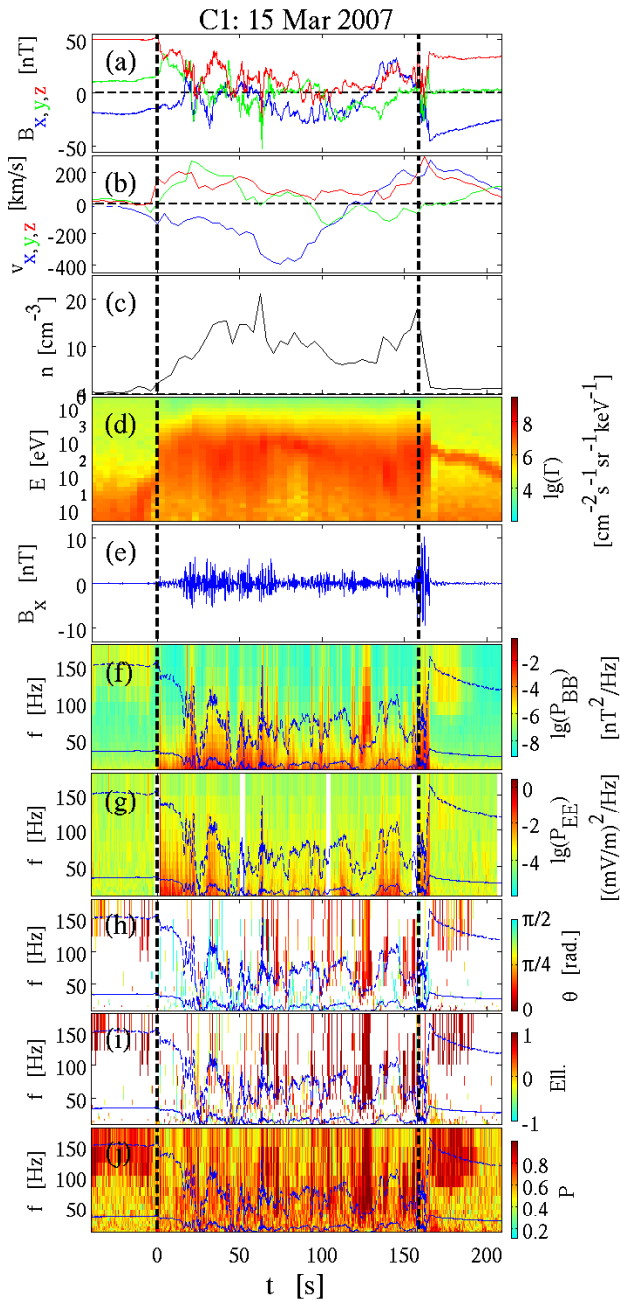 C1: 15 Mar 2007
(a)
B x,y,z [nT]
50
0
-50
(b)
v x,y,z [km/s]
200
0
-200
-400
(c)
n [cm-3]
20
10
(d)
E [eV]
10
3
10
2
10
1
10
lg(Γ)
[cm-2s-1sr-1keV-1]
8
6
4
(e)
B x [nT]
10
0
-10
(f)
f [Hz]
150
100
50
lg(PBB)
[nT2/Hz]
-2
-4
-6
-8
(g)
f [Hz]
150
100
50
lg(PEE)
[(mV/m)2/Hz]
0
-2
-4
(h)
f [Hz]
150
100
50
θ [rad.]
π/2
π/4
0
(i)
f [Hz]
150
100
50
Ell.
1
0
-1
(j)
f [Hz]
150
100
50
P
0.8
0.6
0.4
0.2
0 50 100 150 200
t [s]